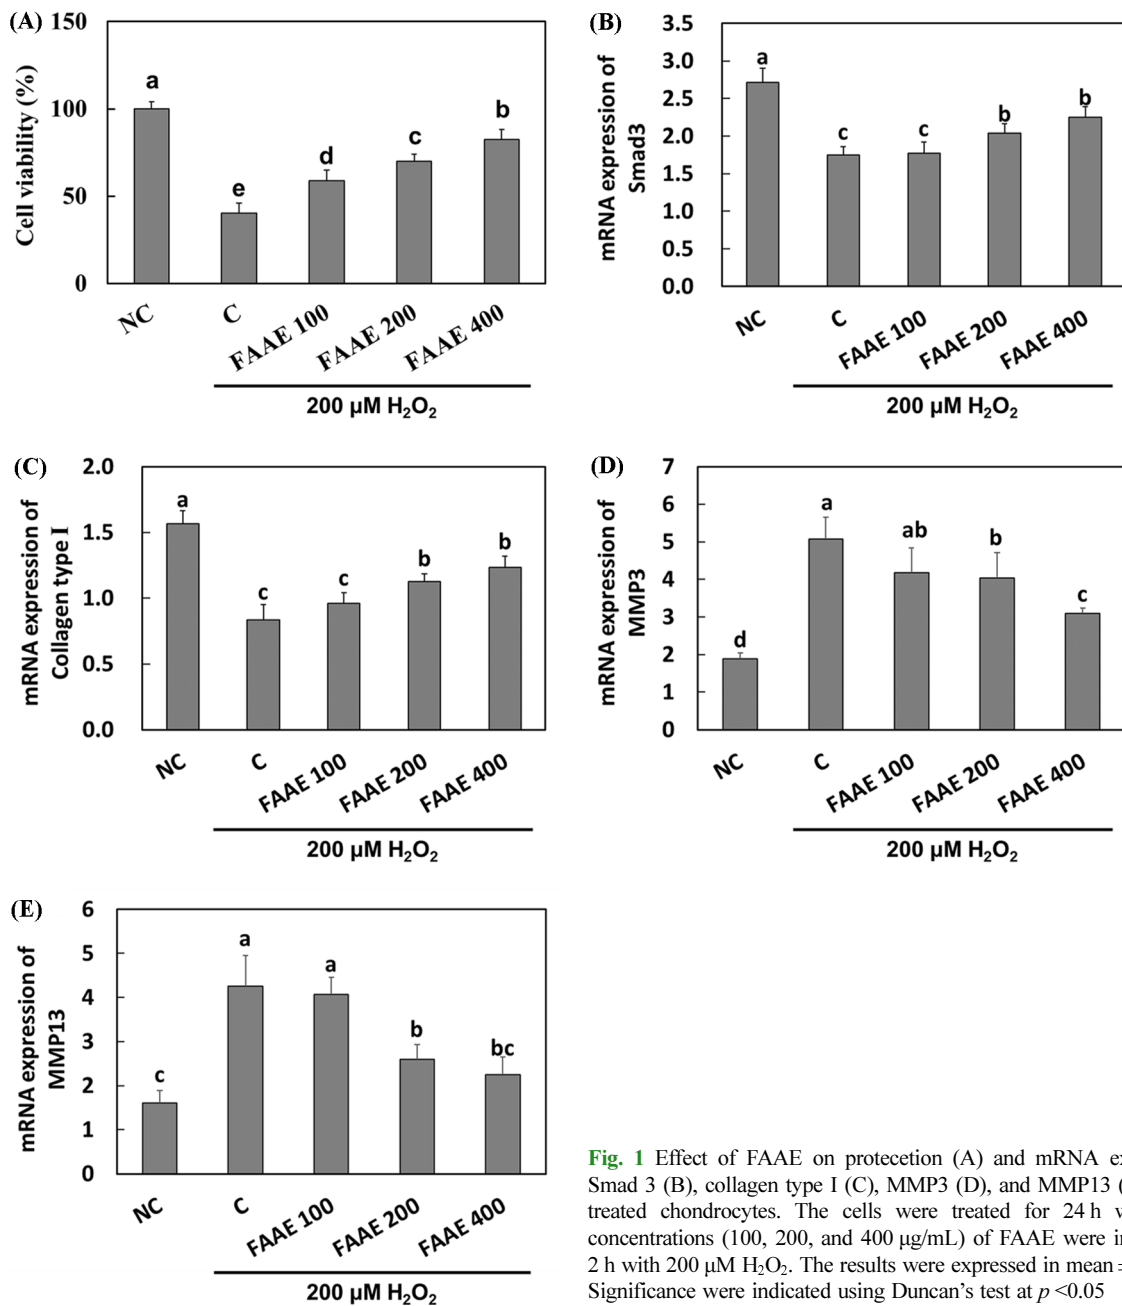 (A)
Cell viability (%)
150
100
50
0
a
e
d
c
b
NC
C
FAAE 100
FAAE 200
FAAE 400
200 µM H₂O₂
(B)
mRNA expression of
Smad3
3.5
3.0
2.5
2.0
1.5
1.0
0.5
0.0
a
c
c
b
b
NC
C
FAAE 100
FAAE 200
FAAE 400
200 µM H₂O₂
(C)
mRNA expression of
Collagen type I
2.0
1.5
1.0
0.5
0.0
a
c
c
b
b
NC
C
FAAE 100
FAAE 200
FAAE 400
200 µM H₂O₂
(D)
mRNA expression of
MMP3
7
6
5
4
3
2
1
0
d
a
ab
b
c
NC
C
FAAE 100
FAAE 200
FAAE 400
200 µM H₂O₂
(E)
mRNA expression of
MMP13
6
5
4
3
2
1
0
c
a
a
b
bc
NC
C
FAAE 100
FAAE 200
FAAE 400
200 µM H₂O₂
Fig. 1 Effect of FAAE on protecetion (A) and mRNA ex
Smad 3 (B), collagen type I (C), MMP3 (D), and MMP13 (
treated chondrocytes. The cells were treated for 24 h w
concentrations (100, 200, and 400 μg/mL) of FAAE were in
2 h with 200 μM H₂O₂. The results were expressed in mean
Significance were indicated using Duncan's test at p <0.05